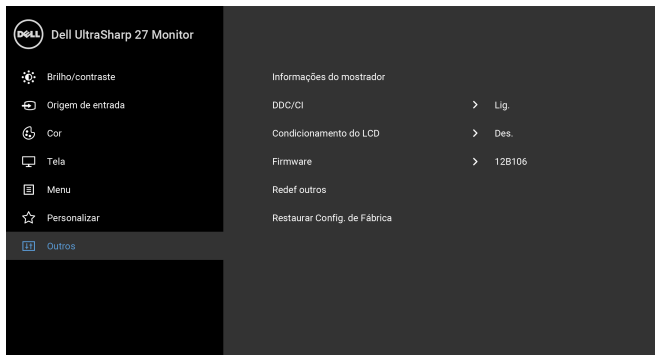 DELL Dell UltraSharp 27 Monitor
Brilho/contraste
Origem de entrada
Cor
Tela
Menu
Personalizar
Outros
Informações do mostrador
DDC/CI Lig.
Condicionamento do LCD Des.
Firmware 12B106
Redef outros
Restaurar Config. de Fábrica